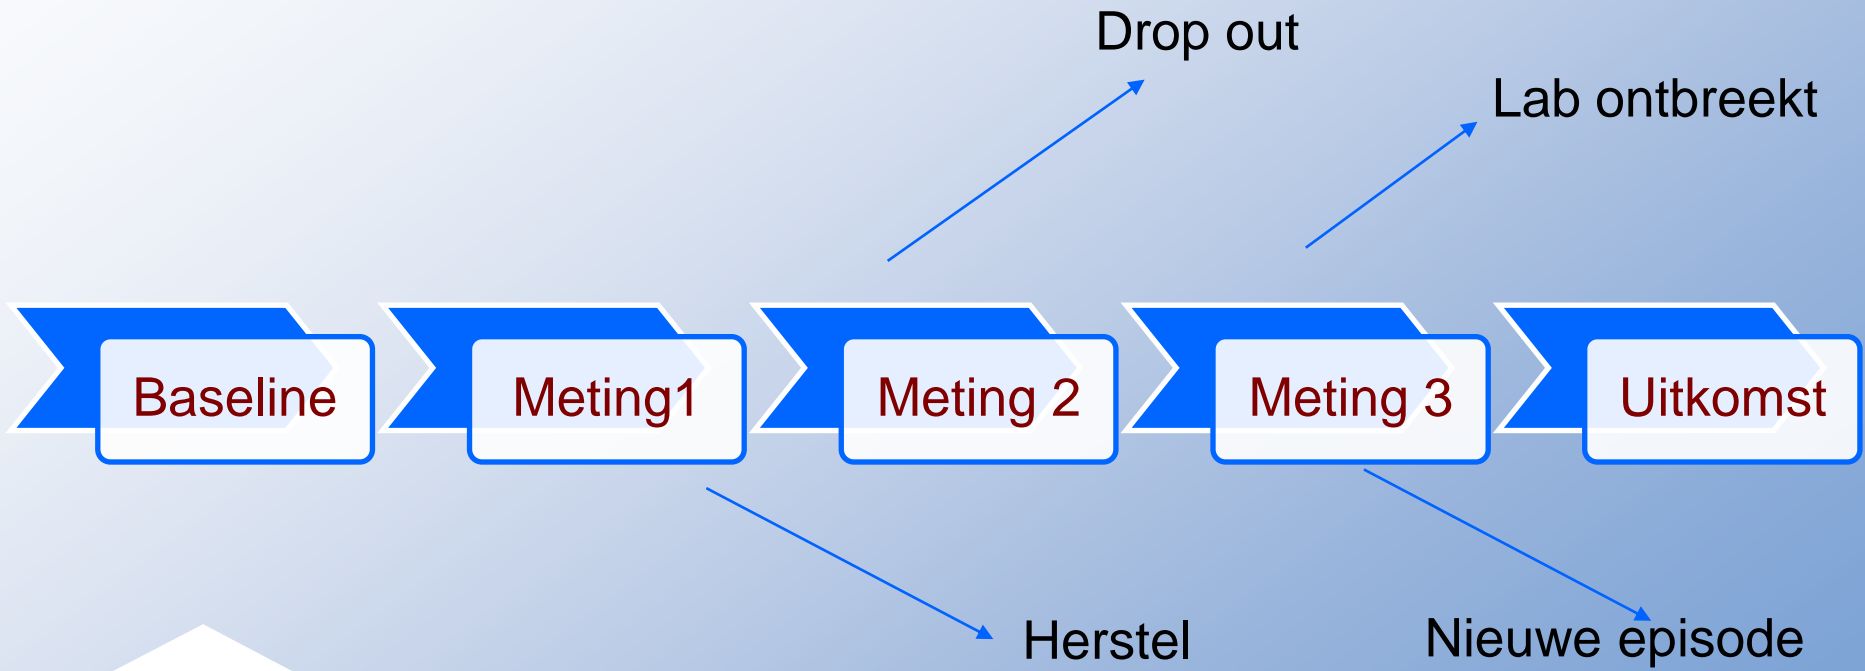 Drop out
Lab ontbreekt
Baseline
Meting1
Meting 2
Meting 3
Uitkomst
Herstel
Nieuwe episode